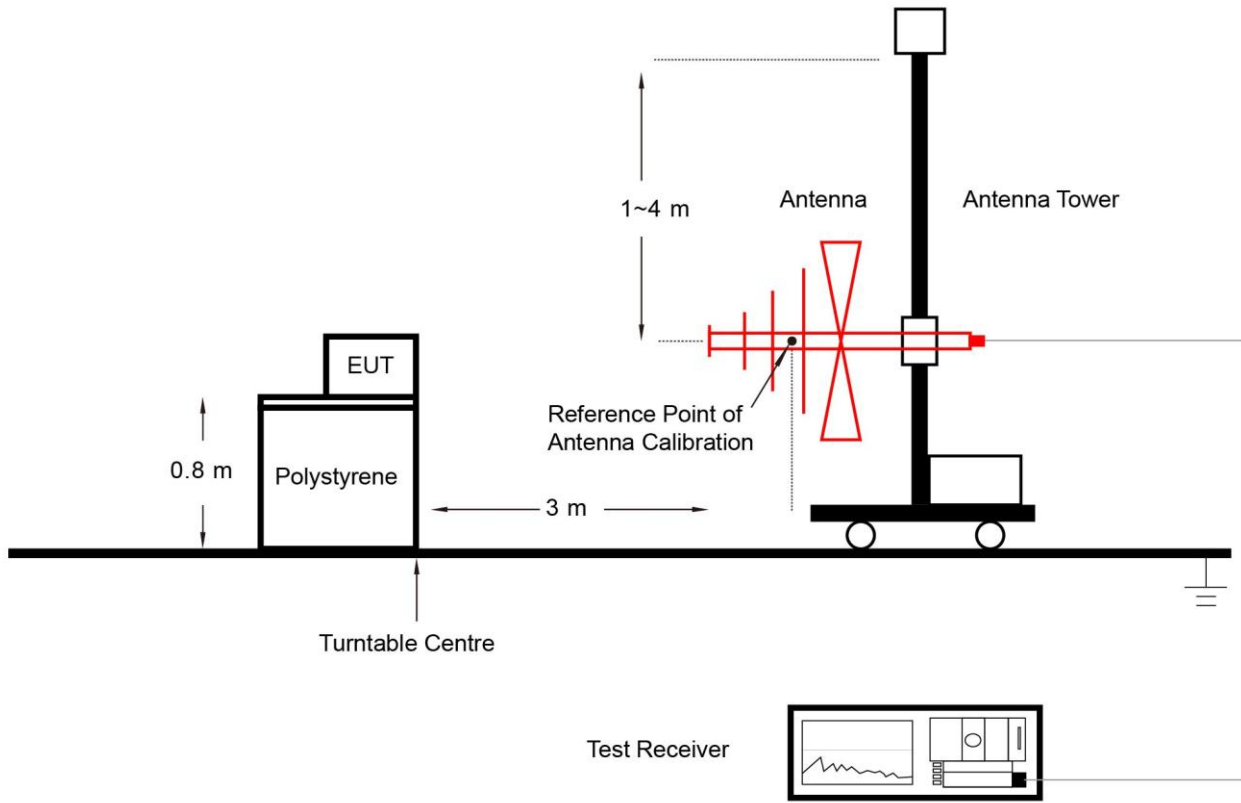 1~4 m
Antenna
Antenna Tower
EUT
Reference Point of
Antenna Calibration
0.8 m
Polystyrene
3 m
Turntable Centre
Test Receiver